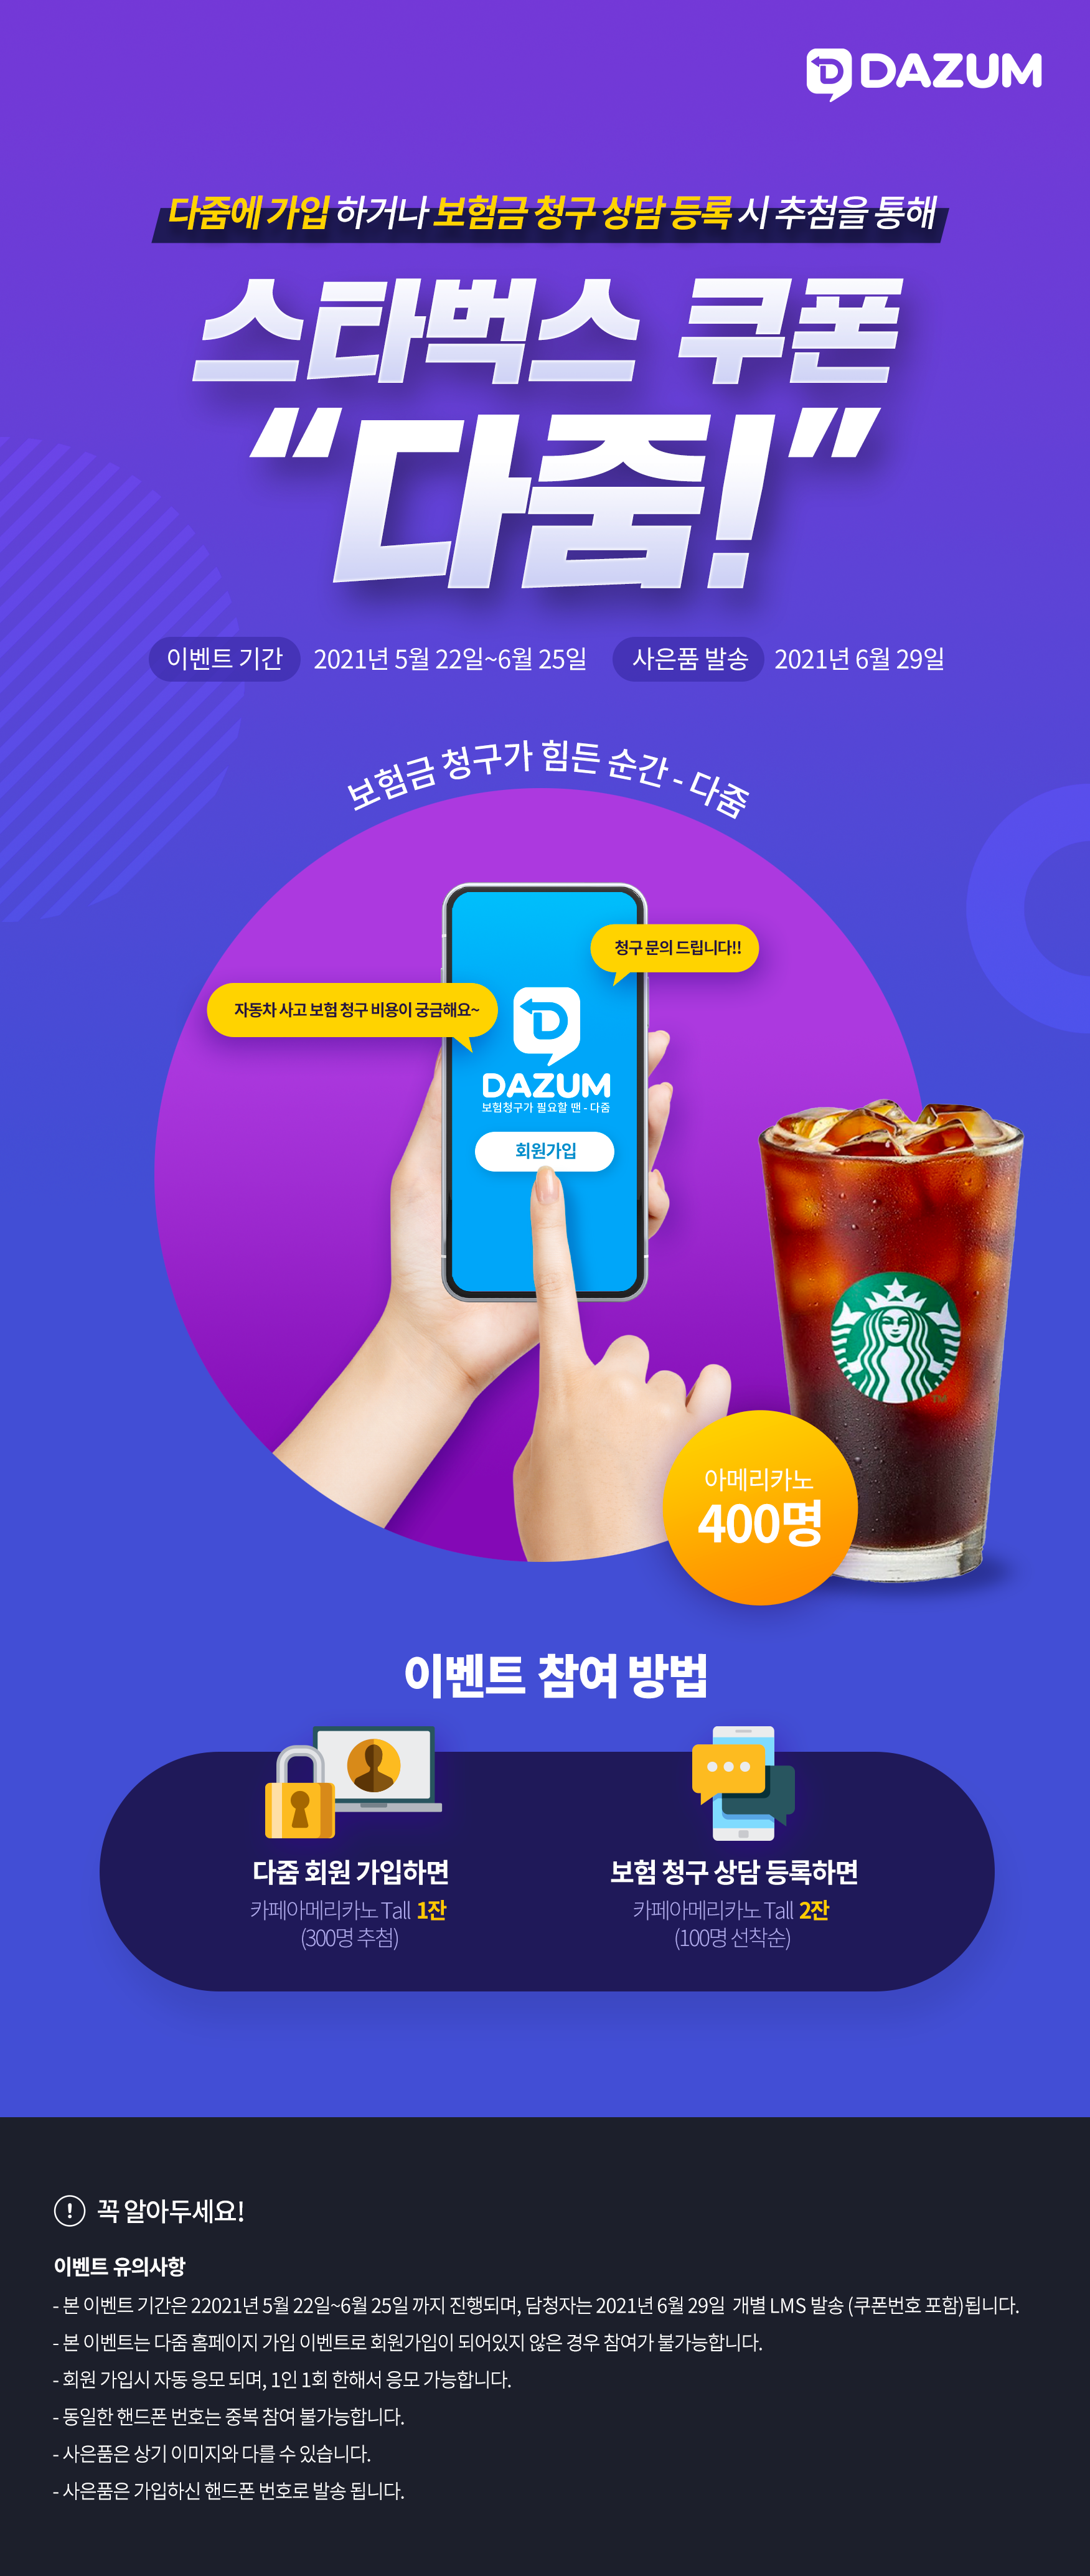 DAZUM
다줌에 가입 하거나 보험금 청구 상담 등록 시 추첨을 통해
스타벅스 쿠폰
“다줌!”
이벤트 기간 2021년 5월 22일~6월 25일 사은품 발송 2021년 6월 29일
보험금 청구가 힘든 순간 - 다줌
청구 문의 드립니다!!
자동차 사고 보험 청구 비용이 궁금해요~
DAZUM
보험청구가 필요할 땐 - 다줌
회원가입
TM
아메리카노
400명
이벤트 참여 방법
다줌 회원 가입하면
카페아메리카노 Tall 1잔
(300명 추첨)
보험 청구 상담 등록하면
카페아메리카노 Tall 2잔
(100명 선착순)
! 꼭 알아두세요!
이벤트 유의사항
- 본 이벤트 기간은 22021년 5월 22일~6월 25일 까지 진행되며, 담청자는 2021년 6월 29일 개별 LMS 발송 (쿠폰번호 포함)됩니다.
- 본 이벤트는 다줌 홈페이지 가입 이벤트로 회원가입이 되어있지 않은 경우 참여가 불가능합니다.
- 회원 가입시 자동 응모 되며, 1인 1회 한해서 응모 가능합니다.
- 동일한 핸드폰 번호는 중복 참여 불가능합니다.
- 사은품은 상기 이미지와 다를 수 있습니다.
- 사은품은 가입하신 핸드폰 번호로 발송 됩니다.